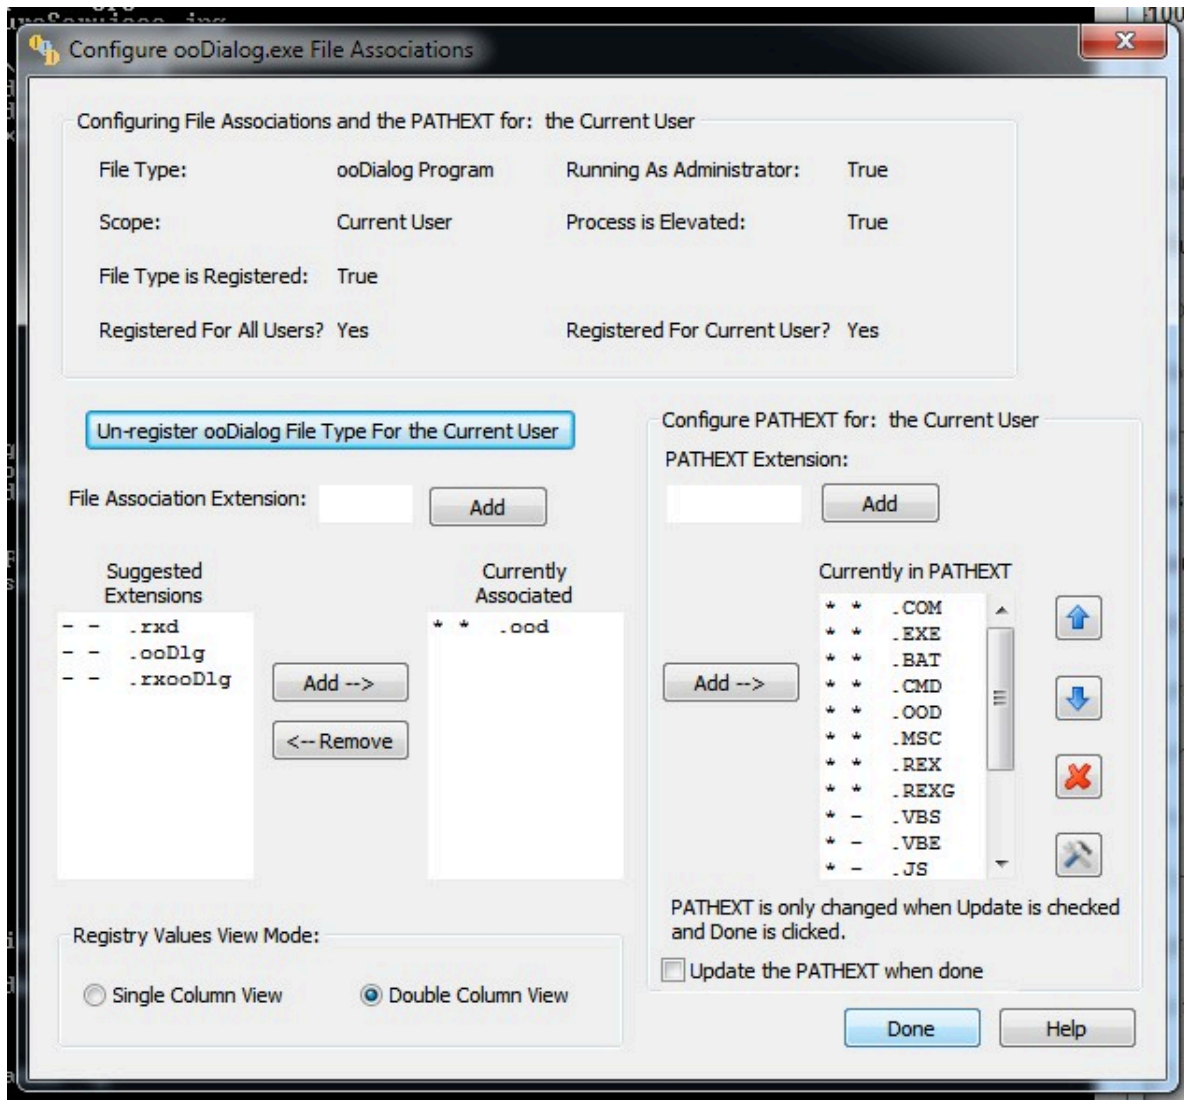 Configure ooDialog.exe File Associations
Configuring File Associations and the PATHEXT for: the Current User
File Type: ooDialog Program Running As Administrator: True
Scope: Current User Process is Elevated: True
File Type is Registered: True
Registered For All Users? Yes Registered For Current User? Yes
Un-register ooDialog File Type For the Current User
File Association Extension: Add
Suggested
Extensions
- - .rxd
- - .ooDlg
- - .rxooDlg
Add -->
<-- Remove
Currently
Associated
* * .ood
Configure PATHEXT for: the Current User
PATHEXT Extension:
Add
Currently in PATHEXT
Add -->
* * .COM
* * .EXE
* * .BAT
* * .CMD
* * .OOD
* * .MSC
* * .REX
* * .REXG
* - .VBS
* - .VBE
* - .JS
PATHEXT is only changed when Update is checked
and Done is clicked.
Update the PATHEXT when done
Registry Values View Mode:
Single Column View Double Column View
Done Help